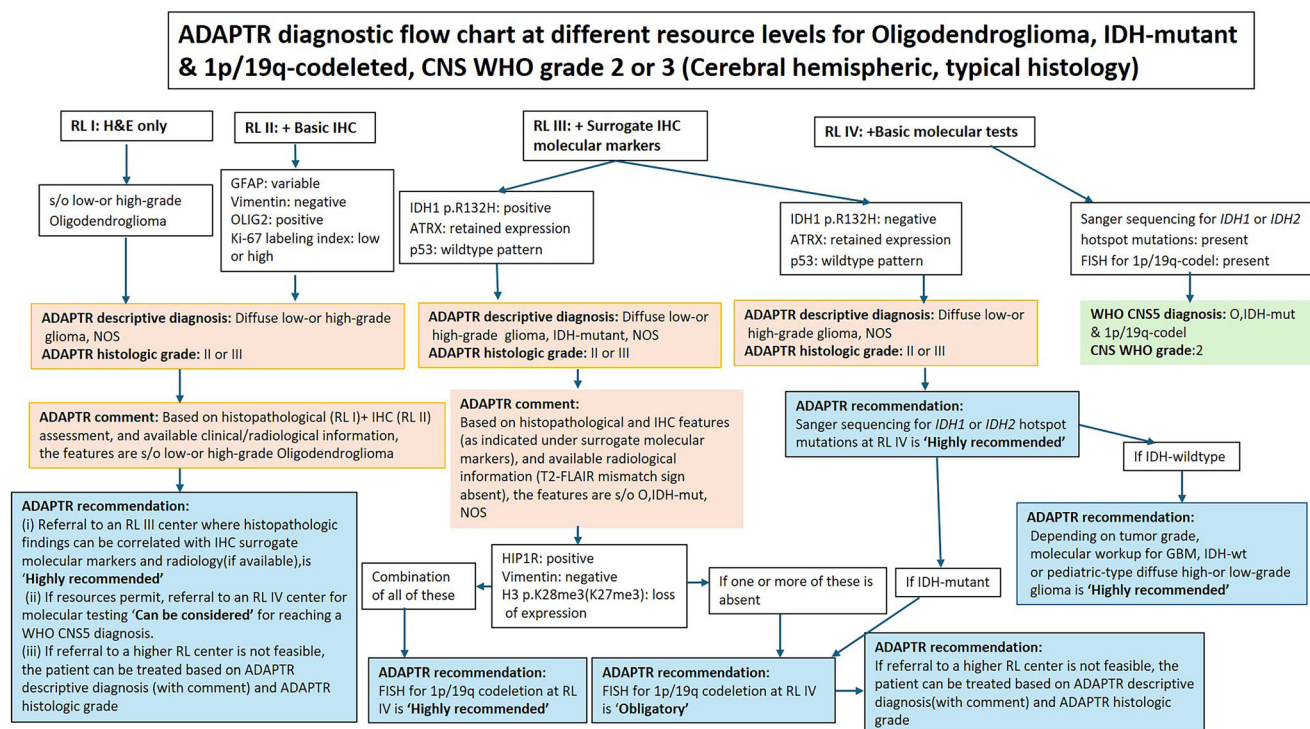 ADAPTR diagnostic flow chart at different resource levels for Oligodendroglioma, IDH-mutant
& 1p/19q-codeleted, CNS WHO grade 2 or 3 (Cerebral hemispheric, typical histology)
RL I: H&E only
RL II: + Basic IHC
RL III: + Surrogate IHC
molecular markers
RL IV: +Basic molecular tests
s/o low-or high-grade
Oligodendroglioma
GFAP: variable
Vimentin: negative
OLIG2: positive
Ki-67 labeling index: low
or high
IDH1 p.R132H: positive
ATRX: retained expression
p53: wildtype pattern
IDH1 p.R132H: negative
ATRX: retained expression
p53: wildtype pattern
Sanger sequencing for IDH1 or IDH2
hotspot mutations: present
FISH for 1p/19q-codel: present
ADAPTR descriptive diagnosis: Diffuse low-or high-grade
glioma, NOS
ADAPTR histologic grade: II or III
ADAPTR descriptive diagnosis: Diffuse low-or
high-grade glioma, IDH-mutant, NOS
ADAPTR histologic grade: II or III
ADAPTR descriptive diagnosis: Diffuse low-or
high-grade glioma, NOS
ADAPTR histologic grade: II or III
WHO CNS5 diagnosis: O,IDH-mut
& 1p/19q-codel
CNS WHO grade:2
ADAPTR comment: Based on histopathological (RL I)+ IHC (RL II)
assessment, and available clinical/radiological information,
the features are s/o low-or high-grade Oligodendroglioma
ADAPTR comment:
Based on histopathological and IHC features
(as indicated under surrogate molecular
markers), and available radiological
information (T2-FLAIR mismatch sign
absent), the features are s/o O,IDH-mut,
NOS
ADAPTR recommendation:
Sanger sequencing for IDH1 or IDH2 hotspot
mutations at RL IV is ‘Highly recommended’
If IDH-wildtype
ADAPTR recommendation:
(i) Referral to an RL III center where histopathologic
findings can be correlated with IHC surrogate
molecular markers and radiology(if available),is
‘Highly recommended’
(ii) If resources permit, referral to an RL IV center for
molecular testing ‘Can be considered’ for reaching a
WHO CNS5 diagnosis.
(iii) If referral to a higher RL center is not feasible,
the patient can be treated based on ADAPTR
descriptive diagnosis (with comment) and ADAPTR
histologic grade
ADAPTR recommendation:
Depending on tumor grade,
molecular workup for GBM, IDH-wt
or pediatric-type diffuse high-or low-grade
glioma is ‘Highly recommended’
Combination
of all of these
HIP1R: positive
Vimentin: negative
H3 p.K28me3(K27me3): loss
of expression
If one or more of these is
absent
If IDH-mutant
ADAPTR recommendation:
FISH for 1p/19q codeletion at RL
IV is ‘Highly recommended’
ADAPTR recommendation:
FISH for 1p/19q codeletion at RL IV
is ‘Obligatory’
ADAPTR recommendation:
If referral to a higher RL center is not feasible, the
patient can be treated based on ADAPTR descriptive
diagnosis(with comment) and ADAPTR histologic
grade